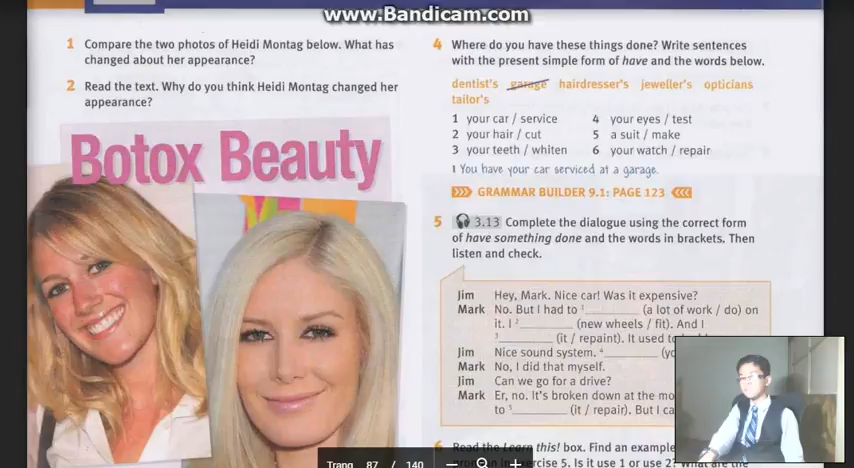 www.Bandicam.com
1 Compare the two photos of Heidi Montag below. What has
changed about her appearance?
2 Read the text. Why do you think Heidi Montag changed her
appearance?
Botox Beauty
4 Where do you have these things done? Write sentences
with the present simple form of have and the words below.
dentist's garage hairdresser's jeweller's opticians
tailor's
1 your car / service 4 your eyes / test
2 your hair / cut 5 a suit / make
3 your teeth / whiten 6 your watch / repair
1 You have your car serviced at a garage.
GRAMMAR BUILDER 9.1: PAGE 123
5 3.13 Complete the dialogue using the correct form
of have something done and the words in brackets. Then
listen and check.
Jim Hey, Mark. Nice car! Was it expensive?
Mark No. But I had to 1________ (a lot of work / do) on
it. I 2________ (new wheels / fit). And I
3________ (it / repaint). It used to
Jim Nice sound system. 4________
Mark No, I did that myself.
Jim Can we go for a drive?
Mark Er, no. It's broken down at the
to 5________ (it / repair). But I
6 Read the Learn this! box. Find an example
exercise 5. Is it use 1 or use 2? What are the
Trang 87 / 140